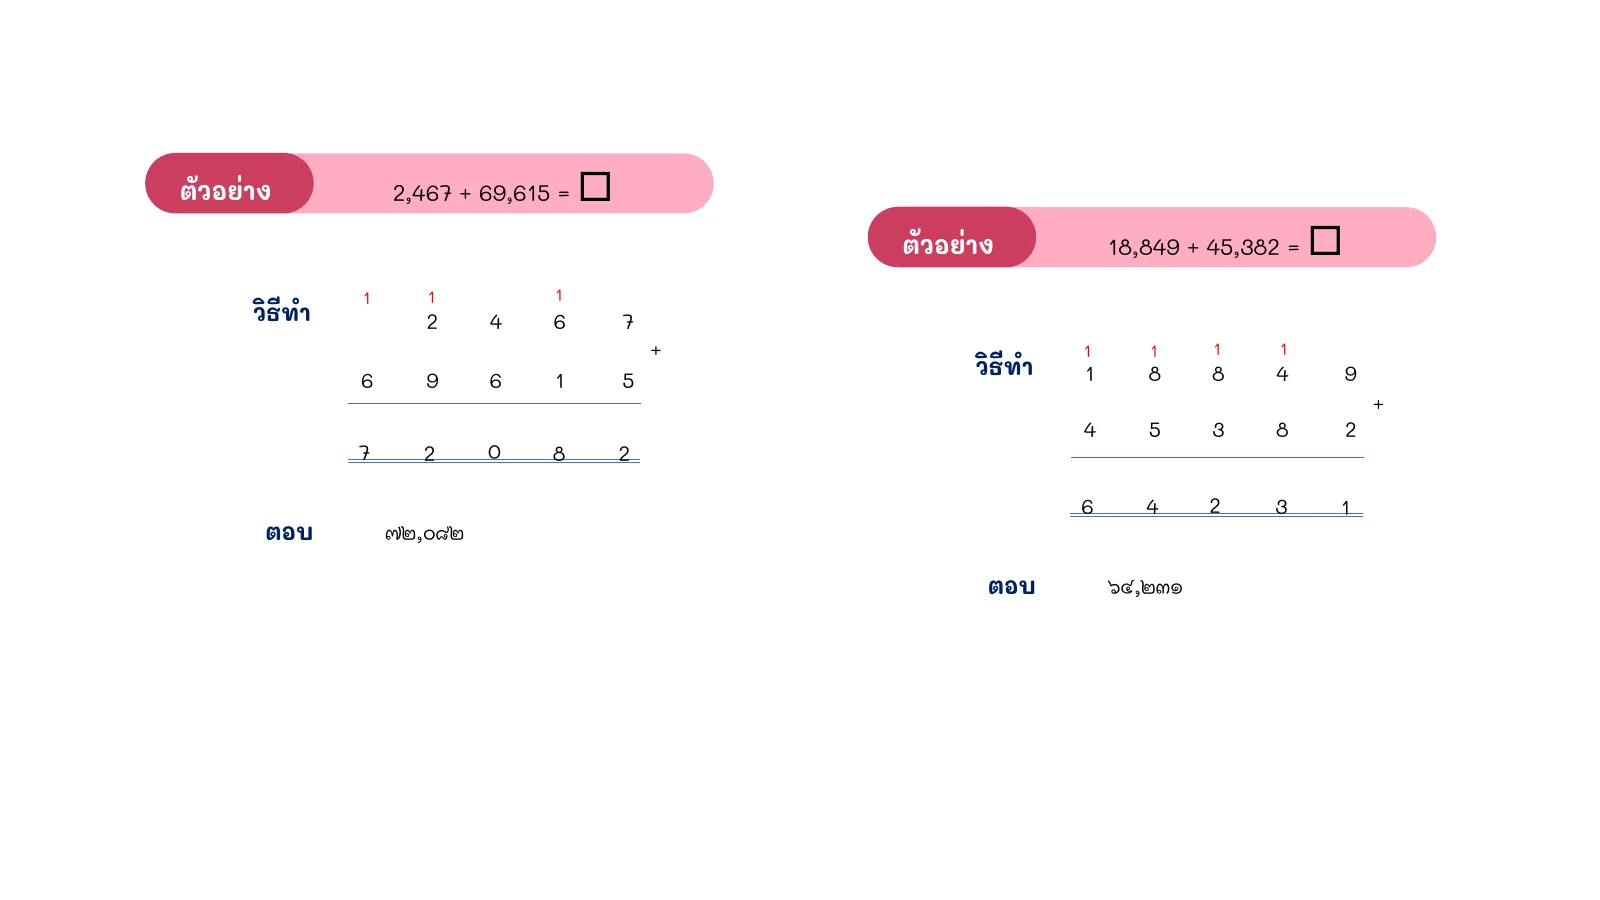 ตัวอย่าง 2,467 + 69,615 = □
วิธีทำ
1 1 1
2 4 6 7
+
6 9 6 1 5
7 2 0 8 2
ตอบ ๗๒,๐๘๒
ตัวอย่าง 18,849 + 45,382 = □
วิธีทำ
1 1 1 1
1 8 8 4 9
+
4 5 3 8 2
6 4 2 3 1
ตอบ ๖๔,๒๓๑